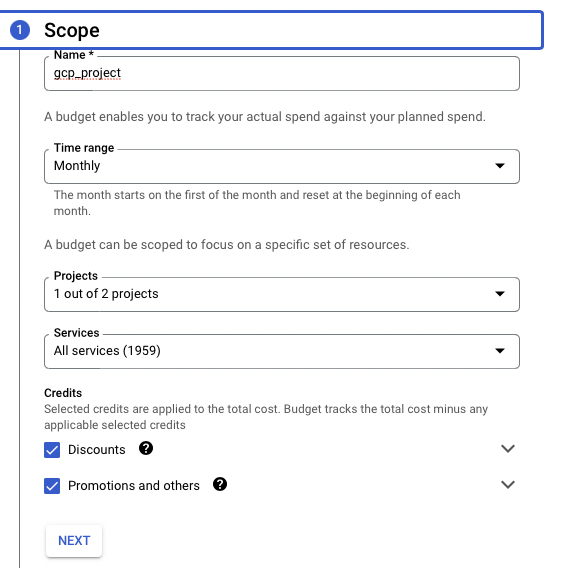 1 Scope
Name *
gcp_project
A budget enables you to track your actual spend against your planned spend.
Time range
Monthly
The month starts on the first of the month and reset at the beginning of each
month.
A budget can be scoped to focus on a specific set of resources.
Projects
1 out of 2 projects
Services
All services (1959)
Credits
Selected credits are applied to the total cost. Budget tracks the total cost minus any
applicable selected credits
Discounts ?
Promotions and others ?
NEXT